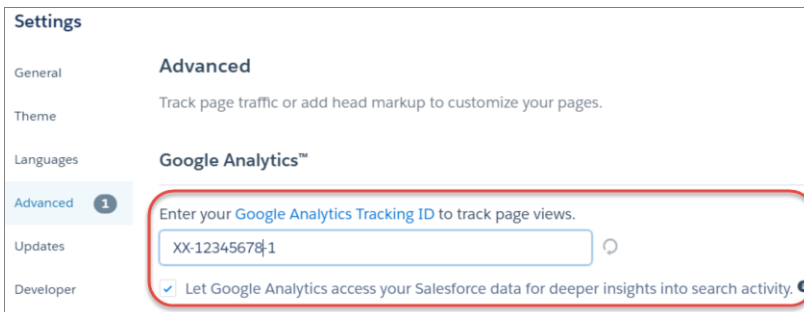 Settings
General
Theme
Languages
Advanced 1
Updates
Developer
Advanced
Track page traffic or add head markup to customize your pages.
Google Analytics™
Enter your Google Analytics Tracking ID to track page views.
XX-12345678-1
Let Google Analytics access your Salesforce data for deeper insights into search activity.